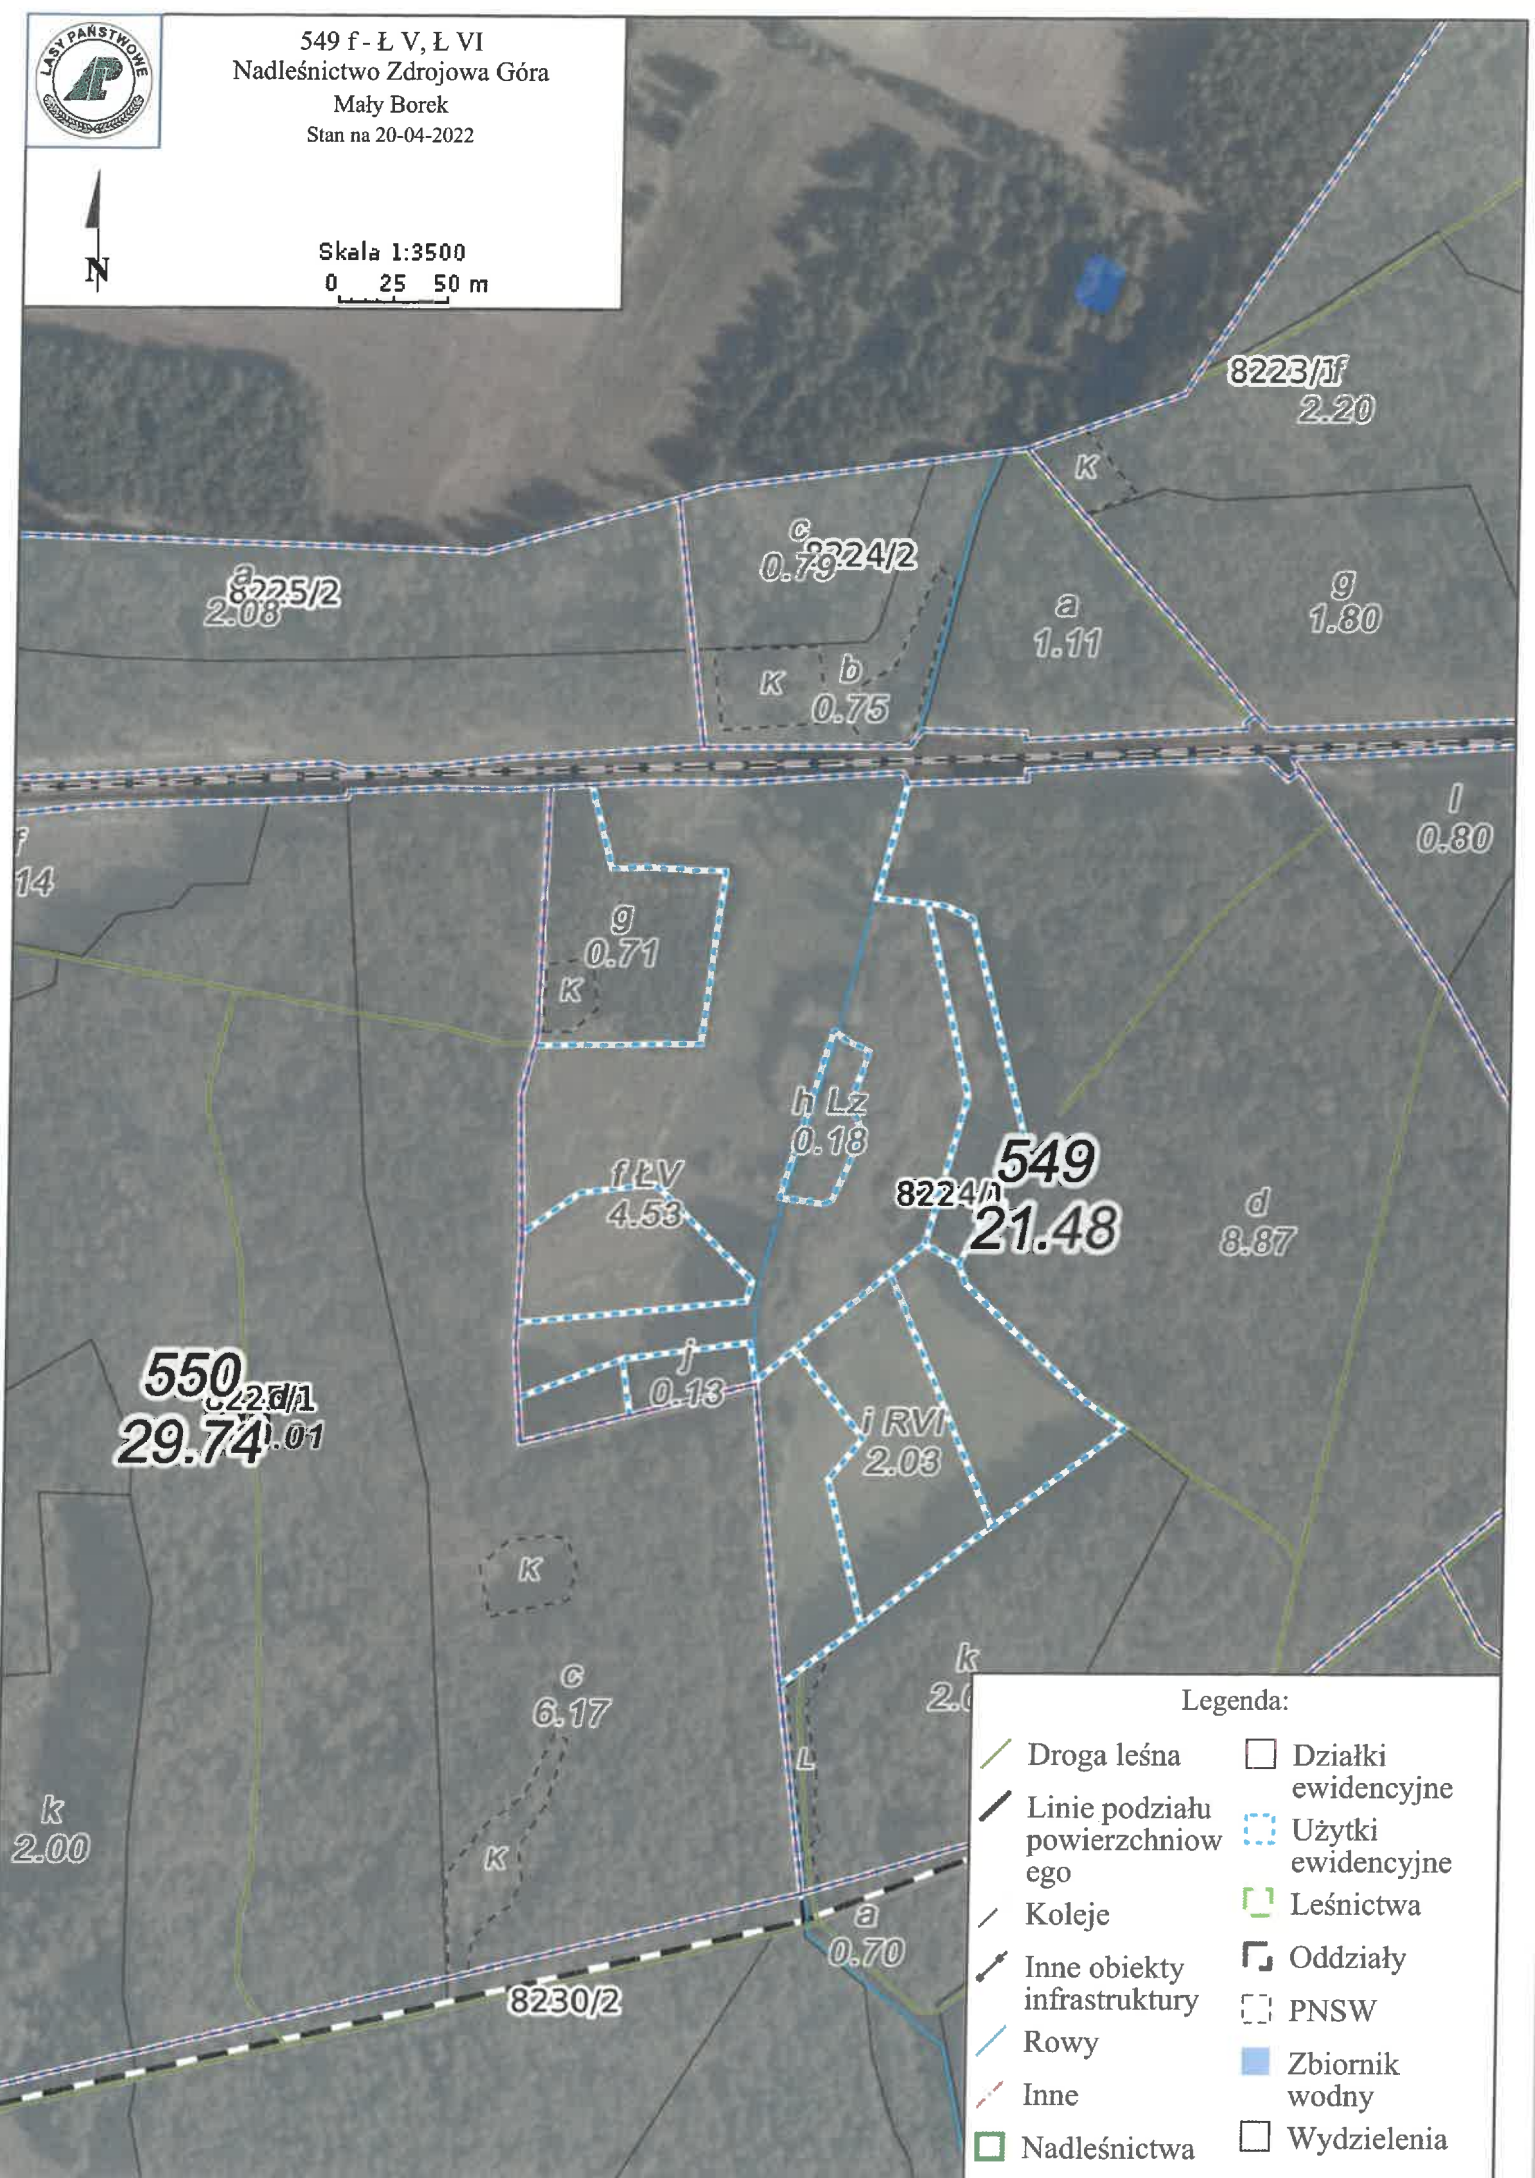 LASY PAŃSTWOWE
549 f - Ł V, Ł VI
Nadleśnictwo Zdrojowa Góra
Mały Borek
Stan na 20-04-2022
N
Skala 1:3500
0 25 50 m
8223/1 f
2.20
K
c
0.79 8224/2
a
8225/2
2.08
g
1.80
a
1.11
K
b
0.75
l
0.80
f
14
g
0.71
K
h Lz
0.18
f ŁV
4.53
549
8224/1
21.48
d
8.87
j
0.13
550
29.74
i RVI
2.03
K
c
6.17
k
L
k
2.00
K
a
0.70
8230/2
Legenda:
Droga leśna
Linie podziału
powierzchniow
ego
Koleje
Inne obiekty
infrastruktury
Rowy
Inne
Nadleśnictwa
Działki
ewidencyjne
Użytki
ewidencyjne
Leśnictwa
Oddziały
PNSW
Zbiornik
wodny
Wydzielenia